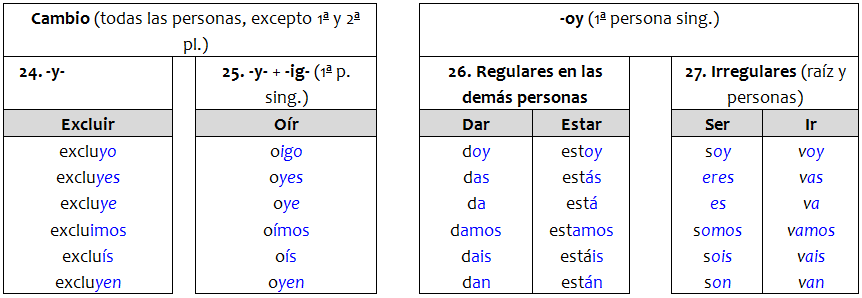 Cambio (todas las personas, excepto 1ª y 2ª
pl.)
24. -y-
25. -y- + -ig- (1ª p.
sing.)
Excluir
Oír
excluyo
oigo
excluyes
oyes
excluye
oye
excluimos
oímos
excluís
oís
excluyen
oyen
-oy (1ª persona sing.)
26. Regulares en las
demás personas
27. Irregulares (raíz y
personas)
Dar
Estar
Ser
Ir
doy
estoy
soy
voy
das
estás
eres
vas
da
está
es
va
damos
estamos
somos
vamos
dais
estáis
sois
vais
dan
están
son
van